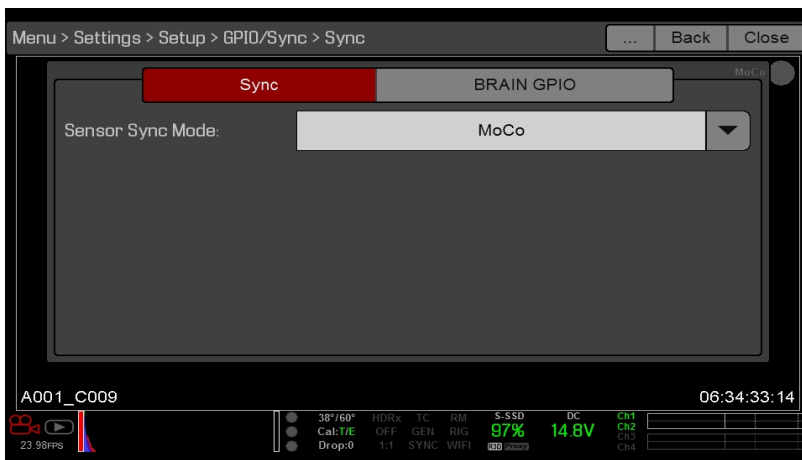 Menu > Settings > Setup > GPIO/Sync > Sync ... Back Close
MoCo
Sync BRAIN GPIO
Sensor Sync Mode: MoCo
A001_C009 06:34:33:14
38°/60° HDRx TC RM S-SSD DC Ch1
Cal:T/E OFF GEN RIG 97% 14.8V Ch2
Ch3
23.98FPS Drop:0 1:1 SYNC WIFI R3D Proxy Ch4